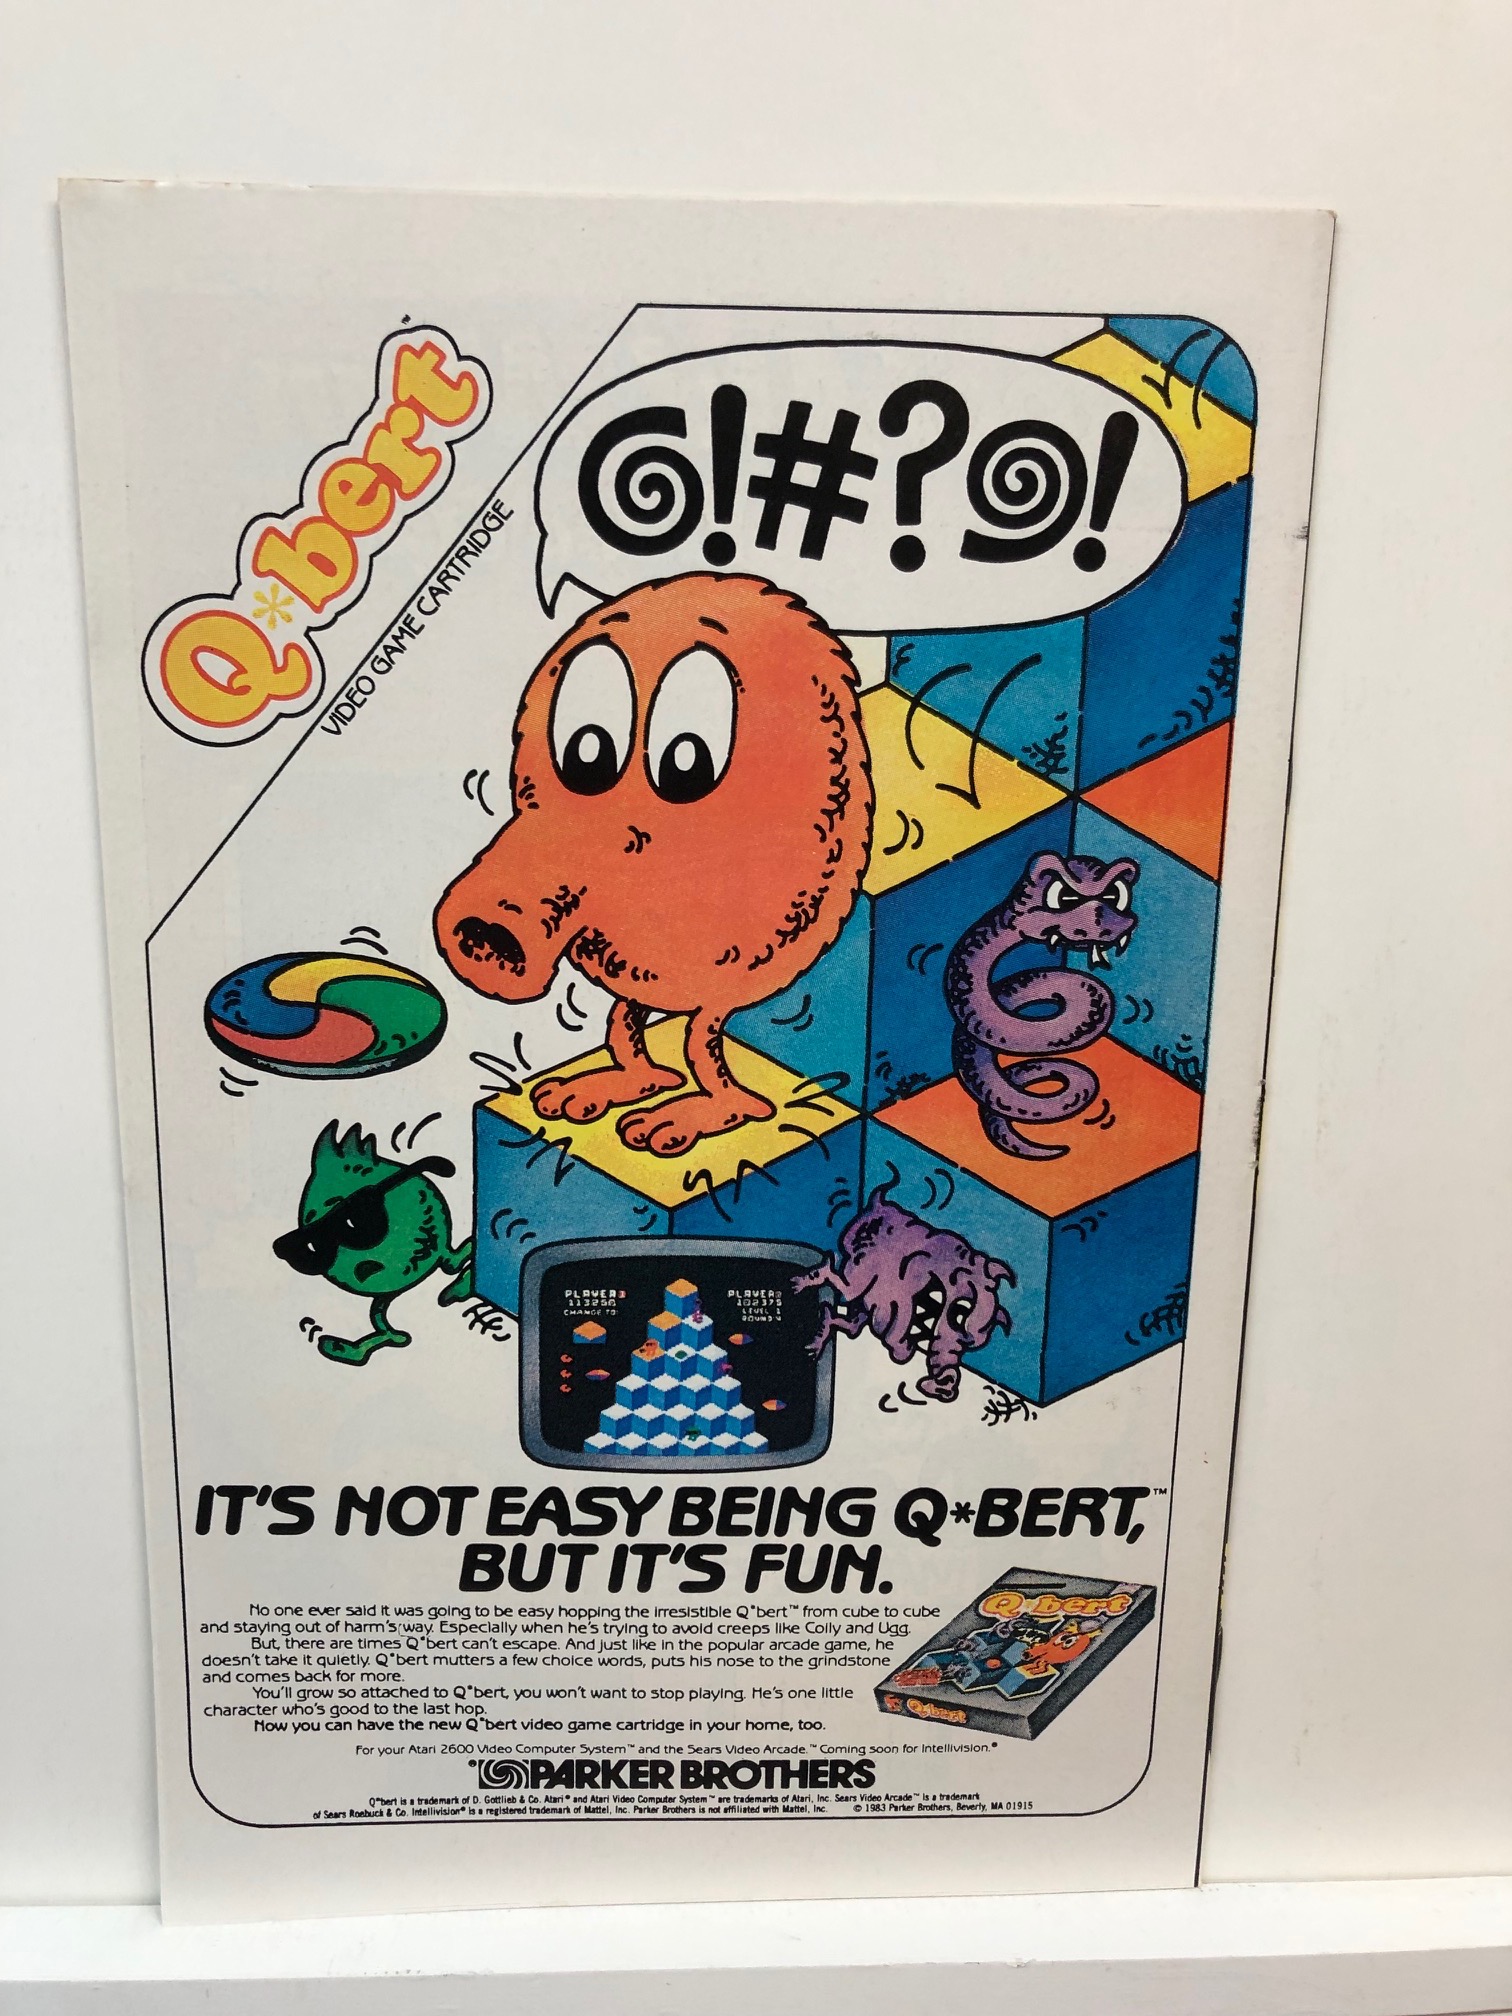 Q*bert
VIDEO GAME CARTRIDGE
@!#?@!
PLAYER 1
113250
CHANGE TO:
PLAYER 2
102375
LEVEL 1
ROUND 4
IT'S NOT EASY BEING Q*BERT,™
BUT IT'S FUN.
No one ever said it was going to be easy hopping the irresistible Q*bert™ from cube to cube
and staying out of harm's way. Especially when he's trying to avoid creeps like Coily and Ugg.
But, there are times Q*bert can't escape. And just like in the popular arcade game, he
doesn't take it quietly. Q*bert mutters a few choice words, puts his nose to the grindstone
and comes back for more.
You'll grow so attached to Q*bert, you won't want to stop playing. He's one little
character who's good to the last hop.
Now you can have the new Q*bert video game cartridge in your home, too.
Q*bert
Q*bert
For your Atari 2600 Video Computer System™ and the Sears Video Arcade.™ Coming soon for Intellivision.®
PARKER BROTHERS
Q*bert is a trademark of D. Gottlieb & Co. Atari® and Atari Video Computer System™ are trademarks of Atari, Inc. Sears Video Arcade™ is a trademark
of Sears Roebuck & Co. Intellivision® is a registered trademark of Mattel, Inc. Parker Brothers is not affiliated with Mattel, Inc. © 1983 Parker Brothers, Beverly, MA 01915